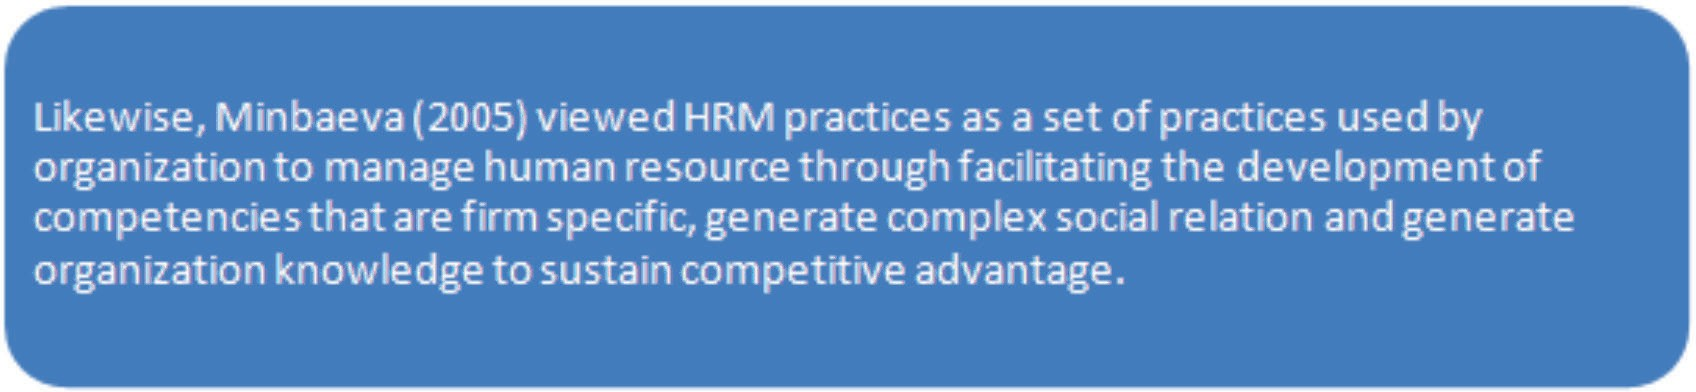 Likewise, Minbaeva (2005) viewed HRM practices as a set of practices used by
organization to manage human resource through facilitating the development of
competencies that are firm specific, generate complex social relation and generate
organization knowledge to sustain competitive advantage.